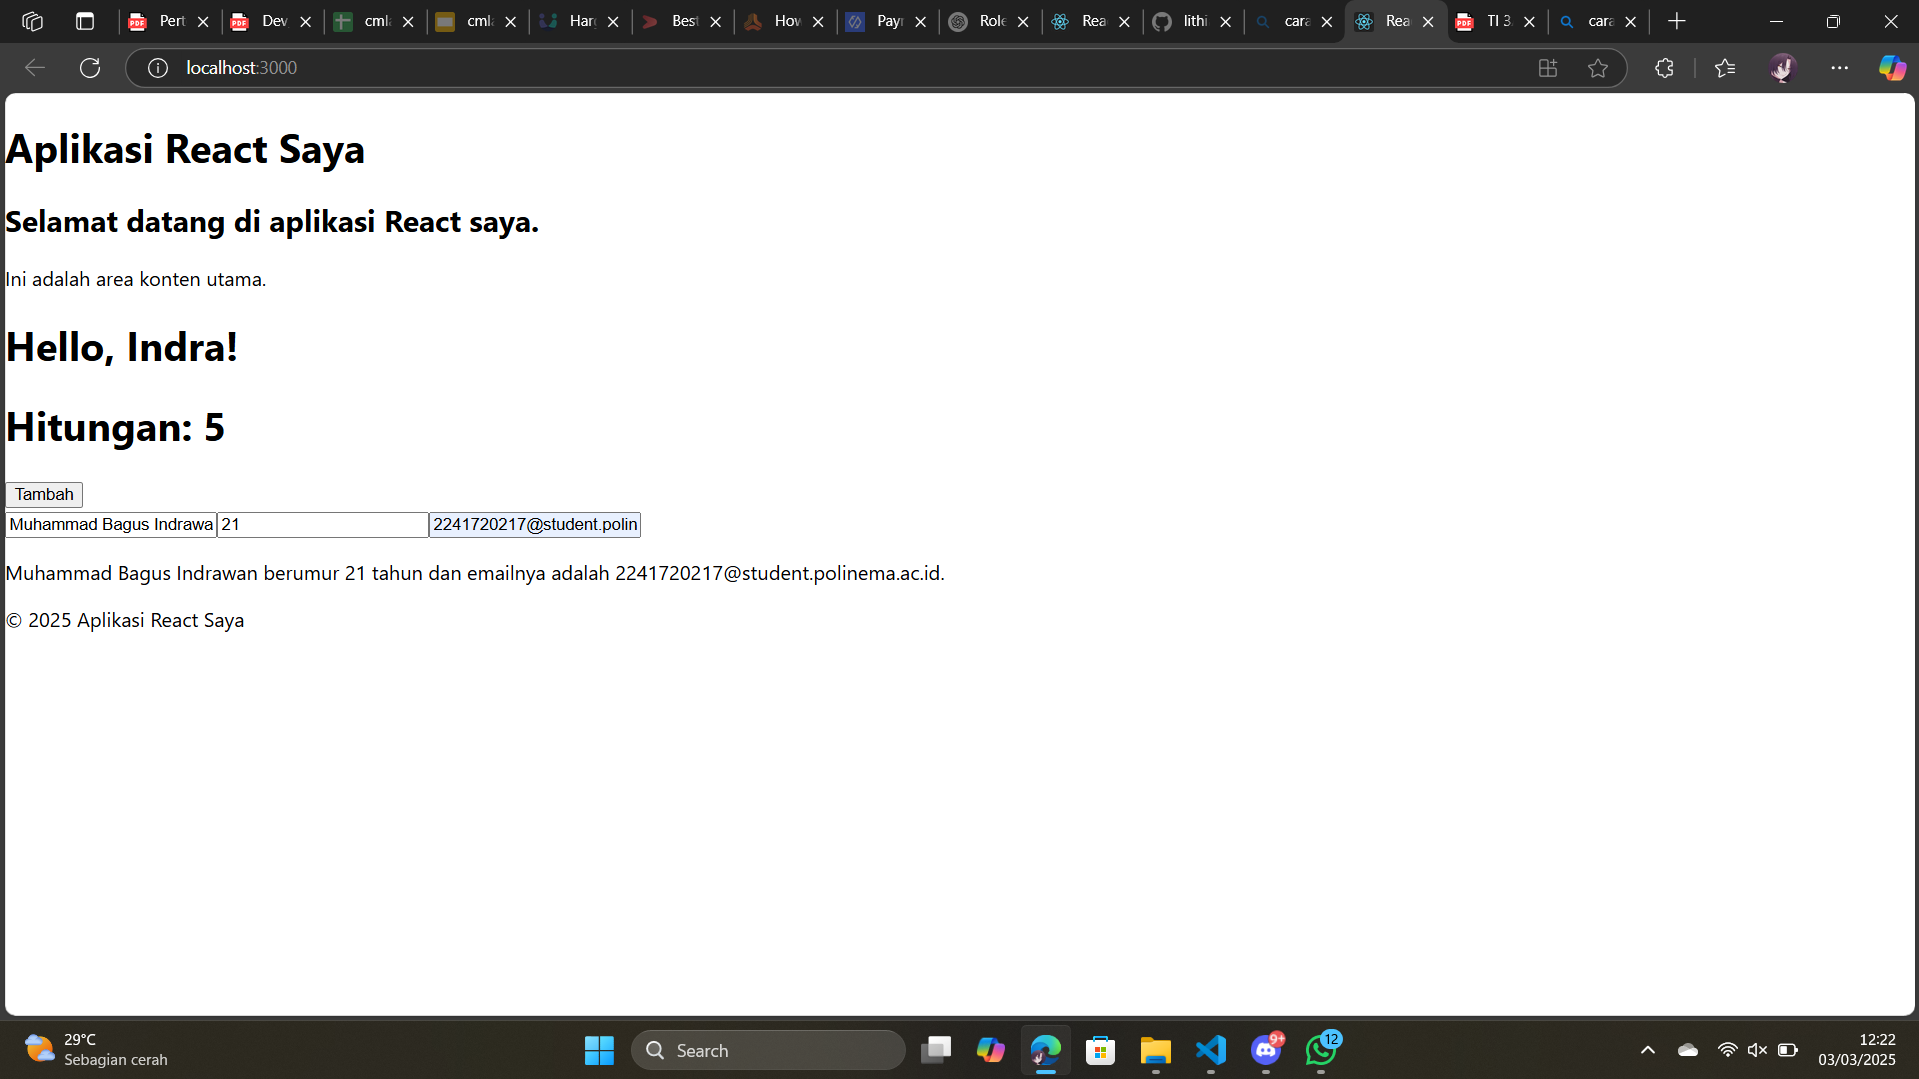 Pert
Dev
cml
cml
Har
Best
How
Payr
Role
Rea
lithi
cara
Rea
TI 3
cara
localhost:3000
Aplikasi React Saya
Selamat datang di aplikasi React saya.
Ini adalah area konten utama.
Hello, Indra!
Hitungan: 5
Tambah
Muhammad Bagus Indrawa 21 2241720217@student.polin
Muhammad Bagus Indrawan berumur 21 tahun dan emailnya adalah 2241720217@student.polinema.ac.id.
© 2025 Aplikasi React Saya
29°C
Sebagian cerah
Search
9+
12
12:22
03/03/2025